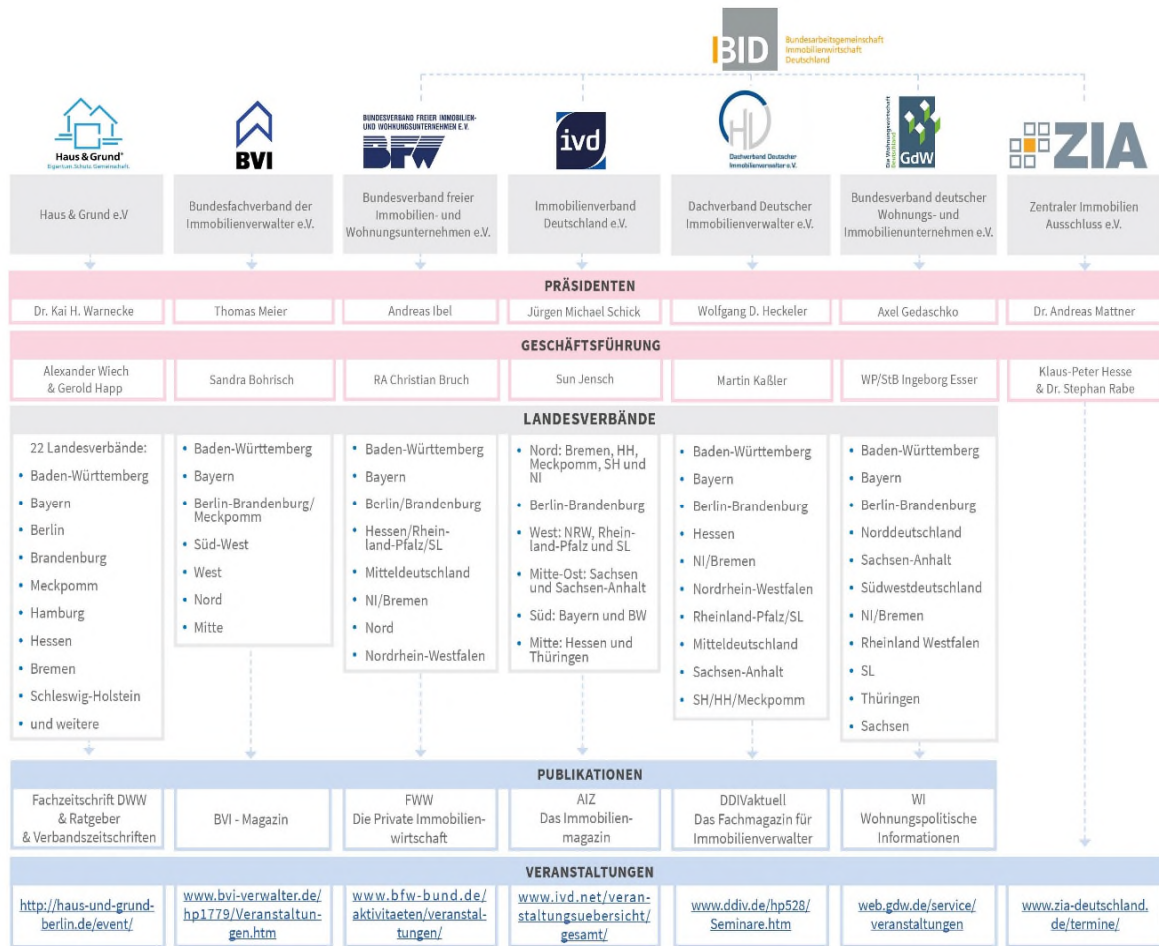 BID
Bundesarbeitsgemeinschaft
Immobilienwirtschaft
Deutschland
Haus & Grund®
Eigentum. Schutz. Gemeinschaft.
BVI
BUNDESVERBAND FREIER IMMOBILIEN-
UND WOHNUNGSUNTERNEHMEN E.V.
BFW
ivd
Dachverband Deutscher
Immobilienverwalter e.V.
Die Wohnungswirtschaft
Deutschland
GdW
ZIA
Haus & Grund e.V
Bundesfachverband der
Immobilienverwalter e.V.
Bundesverband freier
Immobilien- und
Wohnungsunternehmen e.V.
Immobilienverband
Deutschland e.V.
Dachverband Deutscher
Immobilienverwalter e.V.
Bundesverband deutscher
Wohnungs- und
Immobilienunternehmen e.V.
Zentraler Immobilien
Ausschluss e.V.
PRÄSIDENTEN
Dr. Kai H. Warnecke
Thomas Meier
Andreas Ibel
Jürgen Michael Schick
Wolfgang D. Heckeler
Axel Gedaschko
Dr. Andreas Mattner
GESCHÄFTSFÜHRUNG
Alexander Wiech
& Gerold Happ
Sandra Bohrisch
RA Christian Bruch
Sun Jensch
Martin Kaßler
WP/StB Ingeborg Esser
Klaus-Peter Hesse
& Dr. Stephan Rabe
LANDESVERBÄNDE
22 Landesverbände:
• Baden-Württemberg
• Bayern
• Berlin
• Brandenburg
• Meckpomm
• Hamburg
• Hessen
• Bremen
• Schleswig-Holstein
• und weitere
• Baden-Württemberg
• Bayern
• Berlin-Brandenburg/
Meckpomm
• Süd-West
• West
• Nord
• Mitte
• Baden-Württemberg
• Bayern
• Berlin/Brandenburg
• Hessen/Rhein-
land-Pfalz/SL
• Mitteldeutschland
• NI/Bremen
• Nord
• Nordrhein-Westfalen
• Nord: Bremen, HH,
Meckpomm, SH und
NI
• Berlin-Brandenburg
• West: NRW, Rhein-
land-Pfalz und SL
• Mitte-Ost: Sachsen
und Sachsen-Anhalt
• Süd: Bayern und BW
• Mitte: Hessen und
Thüringen
• Baden-Württemberg
• Bayern
• Berlin-Brandenburg
• Hessen
• NI/Bremen
• Nordrhein-Westfalen
• Rheinland-Pfalz/SL
• Mitteldeutschland
• Sachsen-Anhalt
• SH/HH/Meckpomm
• Baden-Württemberg
• Bayern
• Berlin-Brandenburg
• Norddeutschland
• Sachsen-Anhalt
• Südwestdeutschland
• NI/Bremen
• Rheinland Westfalen
• SL
• Thüringen
• Sachsen
PUBLIKATIONEN
Fachzeitschrift DWW
& Ratgeber
& Verbandszeitschriften
BVI - Magazin
FWW
Die Private Immobilien-
wirtschaft
AIZ
Das Immobilien-
magazin
DDIVaktuell
Das Fachmagazin für
Immobilienverwalter
WI
Wohnungspolitische
Informationen
VERANSTALTUNGEN
http://haus-und-grund-
berlin.de/event/
www.bvi-verwalter.de/
hp1779/Veranstaltun-
gen.htm
www.bfw-bund.de/
aktivitaeten/veranstal-
tungen/
www.ivd.net/veran-
staltungsuebersicht/
gesamt/
www.ddiv.de/hp528/
Seminare.htm
web.gdw.de/service/
veranstaltungen
www.zia-deutschland.
de/termine/